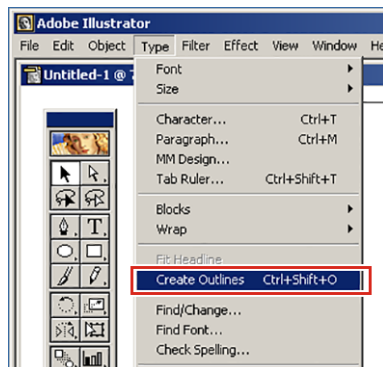 Adobe Illustrator
File Edit Object Type Filter Effect View Window He
Untitled-1 @
Font
Size
Character... Ctrl+T
Paragraph... Ctrl+M
MM Design...
Tab Ruler... Ctrl+Shift+T
Blocks
Wrap
Fit Headline
Create Outlines Ctrl+Shift+O
Find/Change...
Find Font...
Check Spelling...
T